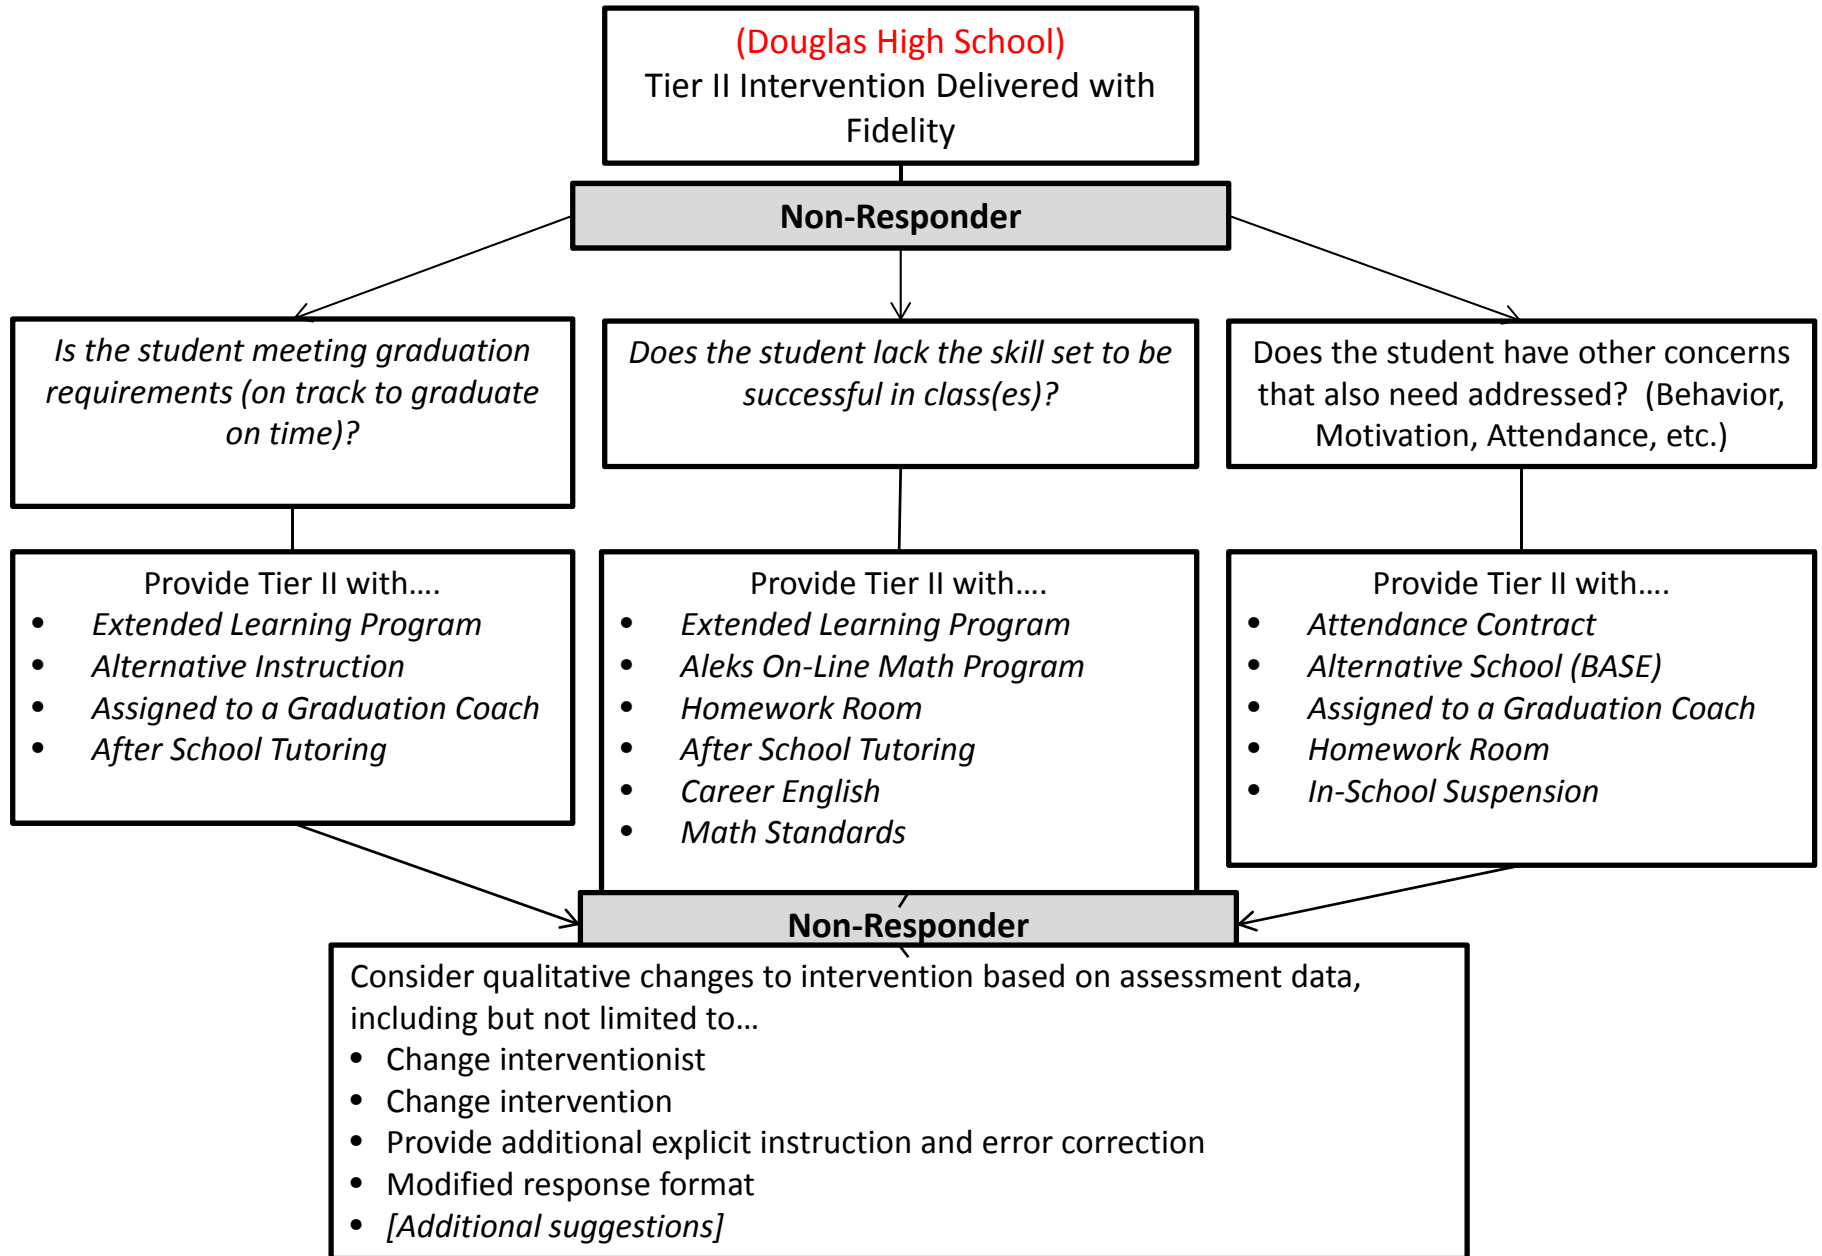 (Douglas High School)
Tier II Intervention Delivered with
Fidelity
Non-Responder
Is the student meeting graduation
requirements (on track to graduate
on time)?
Does the student lack the skill set to be
successful in class(es)?
Does the student have other concerns
that also need addressed?  (Behavior,
Motivation, Attendance, etc.)
Provide Tier II with....
• Extended Learning Program
• Alternative Instruction
• Assigned to a Graduation Coach
• After School Tutoring
Provide Tier II with....
• Extended Learning Program
• Aleks On-Line Math Program
• Homework Room
• After School Tutoring
• Career English
• Math Standards
Provide Tier II with....
• Attendance Contract
• Alternative School (BASE)
• Assigned to a Graduation Coach
• Homework Room
• In-School Suspension
Non-Responder
Consider qualitative changes to intervention based on assessment data,
including but not limited to…
• Change interventionist
• Change intervention
• Provide additional explicit instruction and error correction
• Modified response format
• [Additional suggestions]